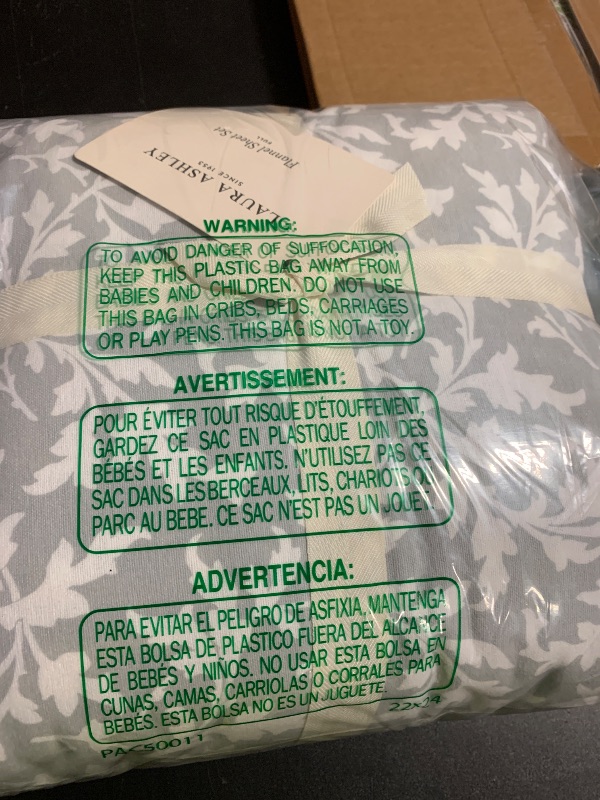 LAURA ASHLEY
SINCE 1953
Flannel Sheet Set
FULL
WARNING:
TO AVOID DANGER OF SUFFOCATION,
KEEP THIS PLASTIC BAG AWAY FROM
BABIES AND CHILDREN. DO NOT USE
THIS BAG IN CRIBS, BEDS, CARRIAGES
OR PLAY PENS. THIS BAG IS NOT A TOY.
AVERTISSEMENT:
POUR ÉVITER TOUT RISQUE D'ÉTOUFFEMENT,
GARDEZ CE SAC EN PLASTIQUE LOIN DES
BÉBÉS ET LES ENFANTS. N'UTILISEZ PAS CE
SAC DANS LES BERCEAUX, LITS, CHARIOTS OU
PARC AU BEBE. CE SAC N'EST PAS UN JOUET.
ADVERTENCIA:
PARA EVITAR EL PELIGRO DE ASFIXIA, MANTENGA
ESTA BOLSA DE PLASTICO FUERA DEL ALCANCE
DE BEBÉS Y NIÑOS. NO USAR ESTA BOLSA EN
CUNAS, CAMAS, CARRIOLAS O CORRALES PARA
BEBÉS. ESTA BOLSA NO ES UN JUGUETE.
PAC50011
22x24